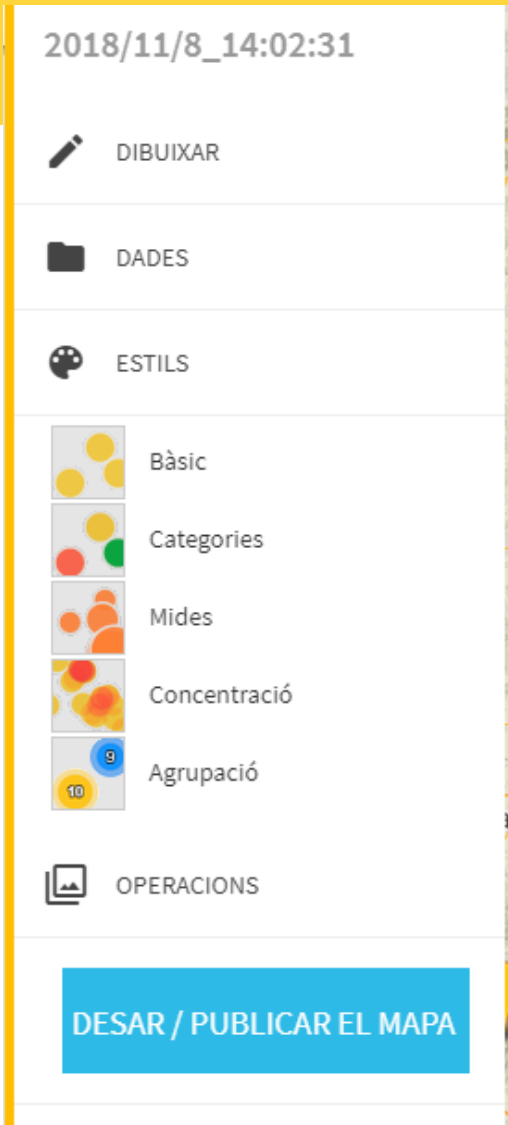 2018/11/8_14:02:31
DIBUIXAR
DADES
ESTILS
Bàsic
Categories
Mides
Concentració
9
10
Agrupació
OPERACIONS
DESAR / PUBLICAR EL MAPA